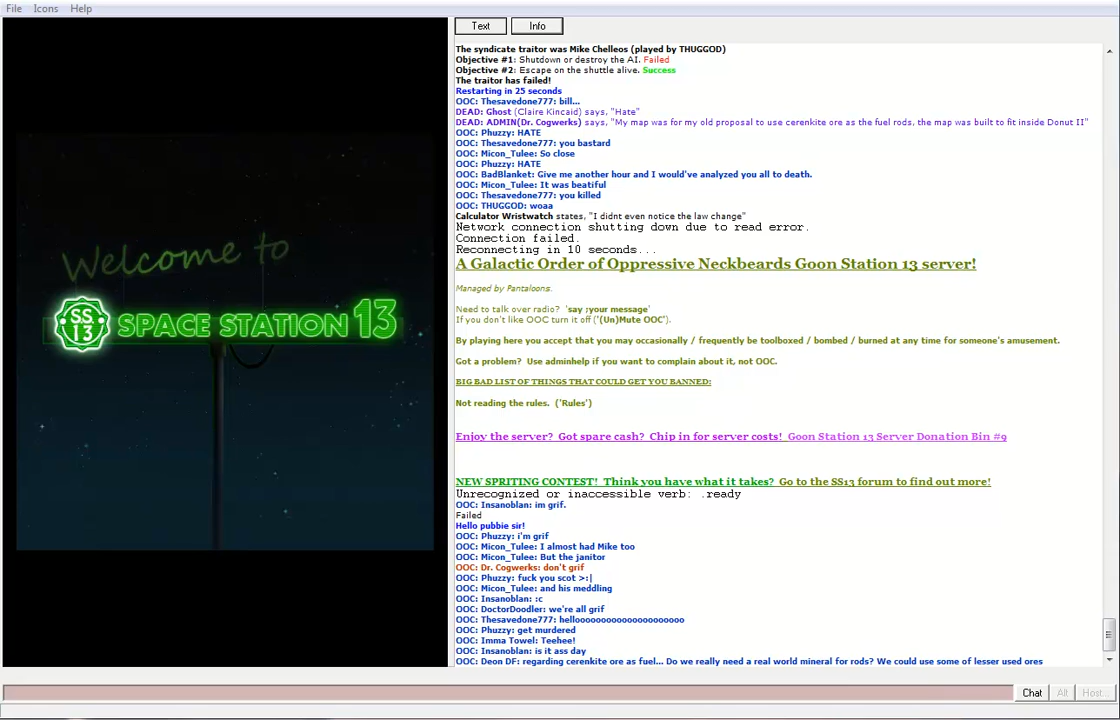 File Icons Help
Text Info
Welcome to
S.S. 13 SPACE STATION 13
The syndicate traitor was Mike Chelleos (played by THUGGOD)
Objective #1: Shutdown or destroy the AI. Failed
Objective #2: Escape on the shuttle alive. Success
The traitor has failed!
Restarting in 25 seconds
OOC: Thesavedone777: bill...
DEAD: Ghost (Claire Kincaid) says, "Hate"
DEAD: ADMIN(Dr. Cogwerks) says, "My map was for my old proposal to use cerenkite ore as the fuel rods, the map was built to fit inside Donut II"
OOC: Phuzzy: HATE
OOC: Thesavedone777: you bastard
OOC: Micon_Tulee: So close
OOC: Phuzzy: HATE
OOC: BadBlanket: Give me another hour and I would've analyzed you all to death.
OOC: Micon_Tulee: It was beatiful
OOC: Thesavedone777: you killed
OOC: THUGGOD: woaa
Calculator Wristwatch states, "I didnt even notice the law change"
Network connection shutting down due to read error.
Connection failed.
Reconnecting in 10 seconds...
A Galactic Order of Oppressive Neckbeards Goon Station 13 server!
Managed by Pantaloons.
Need to talk over radio? 'say ;your message'
If you don't like OOC turn it off ('(Un)Mute OOC').
By playing here you accept that you may occasionally / frequently be toolboxed / bombed / burned at any time for someone's amusement.
Got a problem? Use adminhelp if you want to complain about it, not OOC.
BIG BAD LIST OF THINGS THAT COULD GET YOU BANNED:
Not reading the rules. ('Rules')
Enjoy the server? Got spare cash? Chip in for server costs! Goon Station 13 Server Donation Bin #9
NEW SPRITING CONTEST! Think you have what it takes? Go to the SS13 forum to find out more!
Unrecognized or inaccessible verb: .ready
OOC: Insanoblan: im grif.
Failed
Hello pubbie sir!
OOC: Phuzzy: i'm grif
OOC: Micon_Tulee: I almost had Mike too
OOC: Micon_Tulee: But the janitor
OOC: Dr. Cogwerks: don't grif
OOC: Phuzzy: fuck you scot >:|
OOC: Micon_Tulee: and his meddling
OOC: Insanoblan: :c
OOC: DoctorDoodler: we're all grif
OOC: Thesavedone777: hellooooooooooooooooooooo
OOC: Phuzzy: get murdered
OOC: Imma Towel: Teehee!
OOC: Insanoblan: is it ass day
OOC: Deon DF: regarding cerenkite ore as fuel... Do we really need a real world mineral for rods? We could use some of lesser used ores
Chat Alt Host...